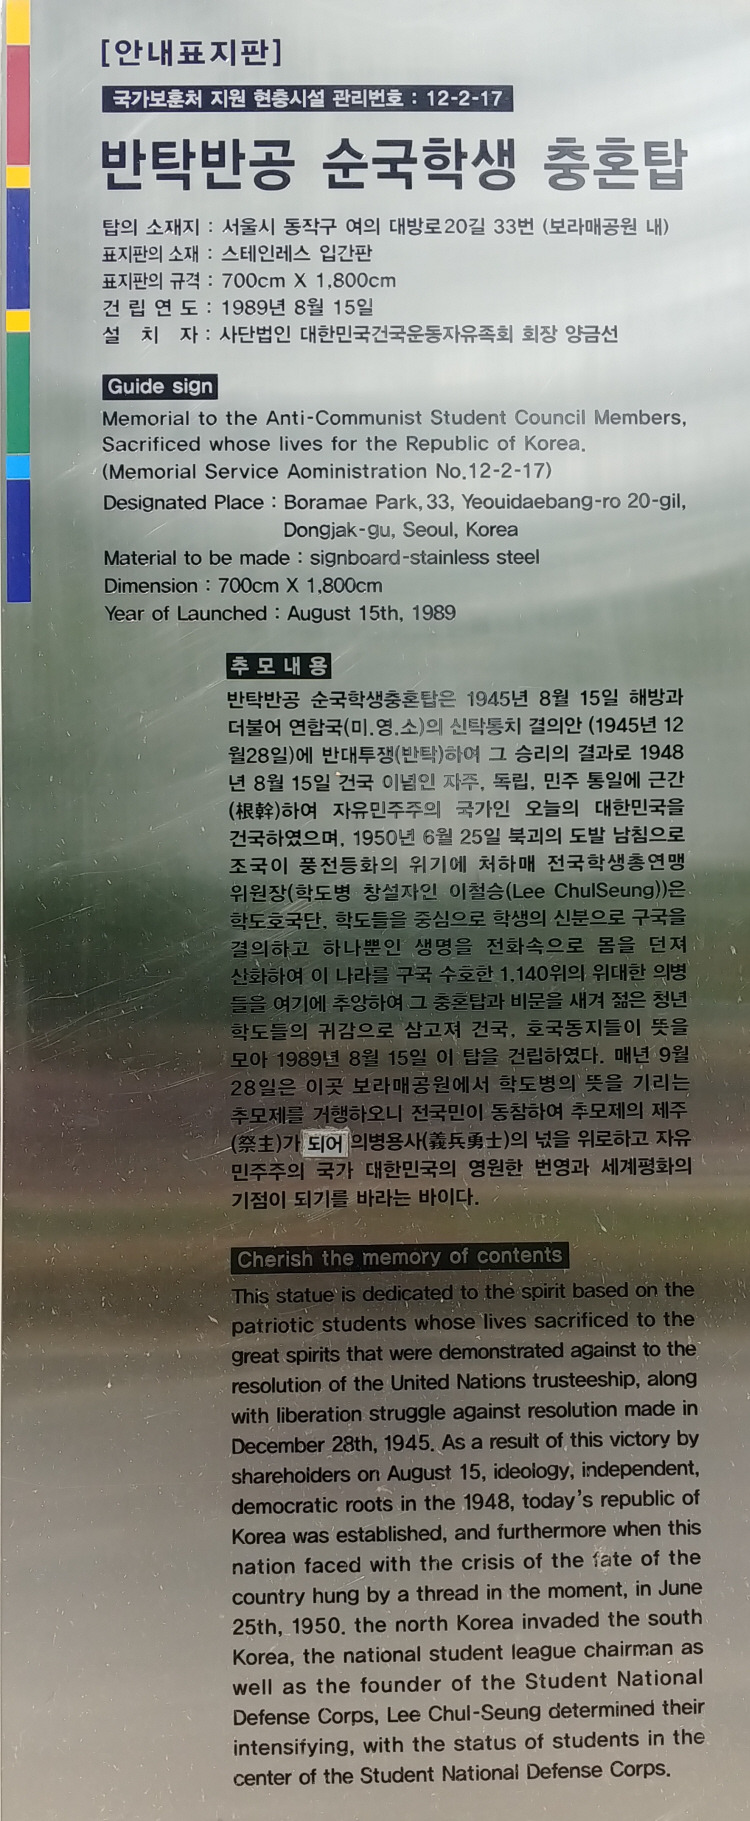 [안내표지판]
국가보훈처 지원 현충시설 관리번호 : 12-2-17
반탁반공 순국학생 충혼탑
탑의 소재지 : 서울시 동작구 여의 대방로20길 33번 (보라매공원 내)
표지판의 소재 : 스테인레스 입간판
표지판의 규격 : 700cm X 1,800cm
건 립 연 도 : 1989년 8월 15일
설 치 자 : 사단법인 대한민국건국운동자유족회 회장 양금선
Guide sign
Memorial to the Anti-Communist Student Council Members,
Sacrificed whose lives for the Republic of Korea.
(Memorial Service Aoministration No.12-2-17)
Designated Place : Boramae Park, 33, Yeouidaebang-ro 20-gil,
Dongjak-gu, Seoul, Korea
Material to be made : signboard-stainless steel
Dimension : 700cm X 1,800cm
Year of Launched : August 15th, 1989
추모내용
반탁반공 순국학생충혼탑은 1945년 8월 15일 해방과
더불어 연합국(미.영.소)의 신탁통치 결의안 (1945년 12
월28일)에 반대투쟁(반탁)하여 그 승리의 결과로 1948
년 8월 15일 건국 이념인 자주, 독립, 민주 통일에 근간
(根幹)하여 자유민주주의 국가인 오늘의 대한민국을
건국하였으며, 1950년 6월 25일 북괴의 도발 남침으로
조국이 풍전등화의 위기에 처하매 전국학생총연맹
위원장(학도병 창설자인 이철승(Lee ChulSeung))은
학도호국단, 학도들을 중심으로 학생의 신분으로 구국을
결의하고 하나뿐인 생명을 전화속으로 몸을 던져
산화하여 이 나라를 구국 수호한 1,140위의 위대한 의병
들을 여기에 추앙하여 그 충혼탑과 비문을 새겨 젊은 청년
학도들의 귀감으로 삼고져 건국, 호국동지들이 뜻을
모아 1989년 8월 15일 이 탑을 건립하였다. 매년 9월
28일은 이곳 보라매공원에서 학도병의 뜻을 기리는
추모제를 거행하오니 전국민이 동참하여 추모제의 제주
(祭主)가 되어 의병용사(義兵勇士)의 넋을 위로하고 자유
민주주의 국가 대한민국의 영원한 번영과 세계평화의
기점이 되기를 바라는 바이다.
Cherish the memory of contents
This statue is dedicated to the spirit based on the
patriotic students whose lives sacrificed to the
great spirits that were demonstrated against to the
resolution of the United Nations trusteeship, along
with liberation struggle against resolution made in
December 28th, 1945. As a result of this victory by
shareholders on August 15, ideology, independent,
democratic roots in the 1948, today's republic of
Korea was established, and furthermore when this
nation faced with the crisis of the fate of the
country hung by a thread in the moment, in June
25th, 1950. the north Korea invaded the south
Korea, the national student league chairman as
well as the founder of the Student National
Defense Corps, Lee Chul-Seung determined their
intensifying, with the status of students in the
center of the Student National Defense Corps.